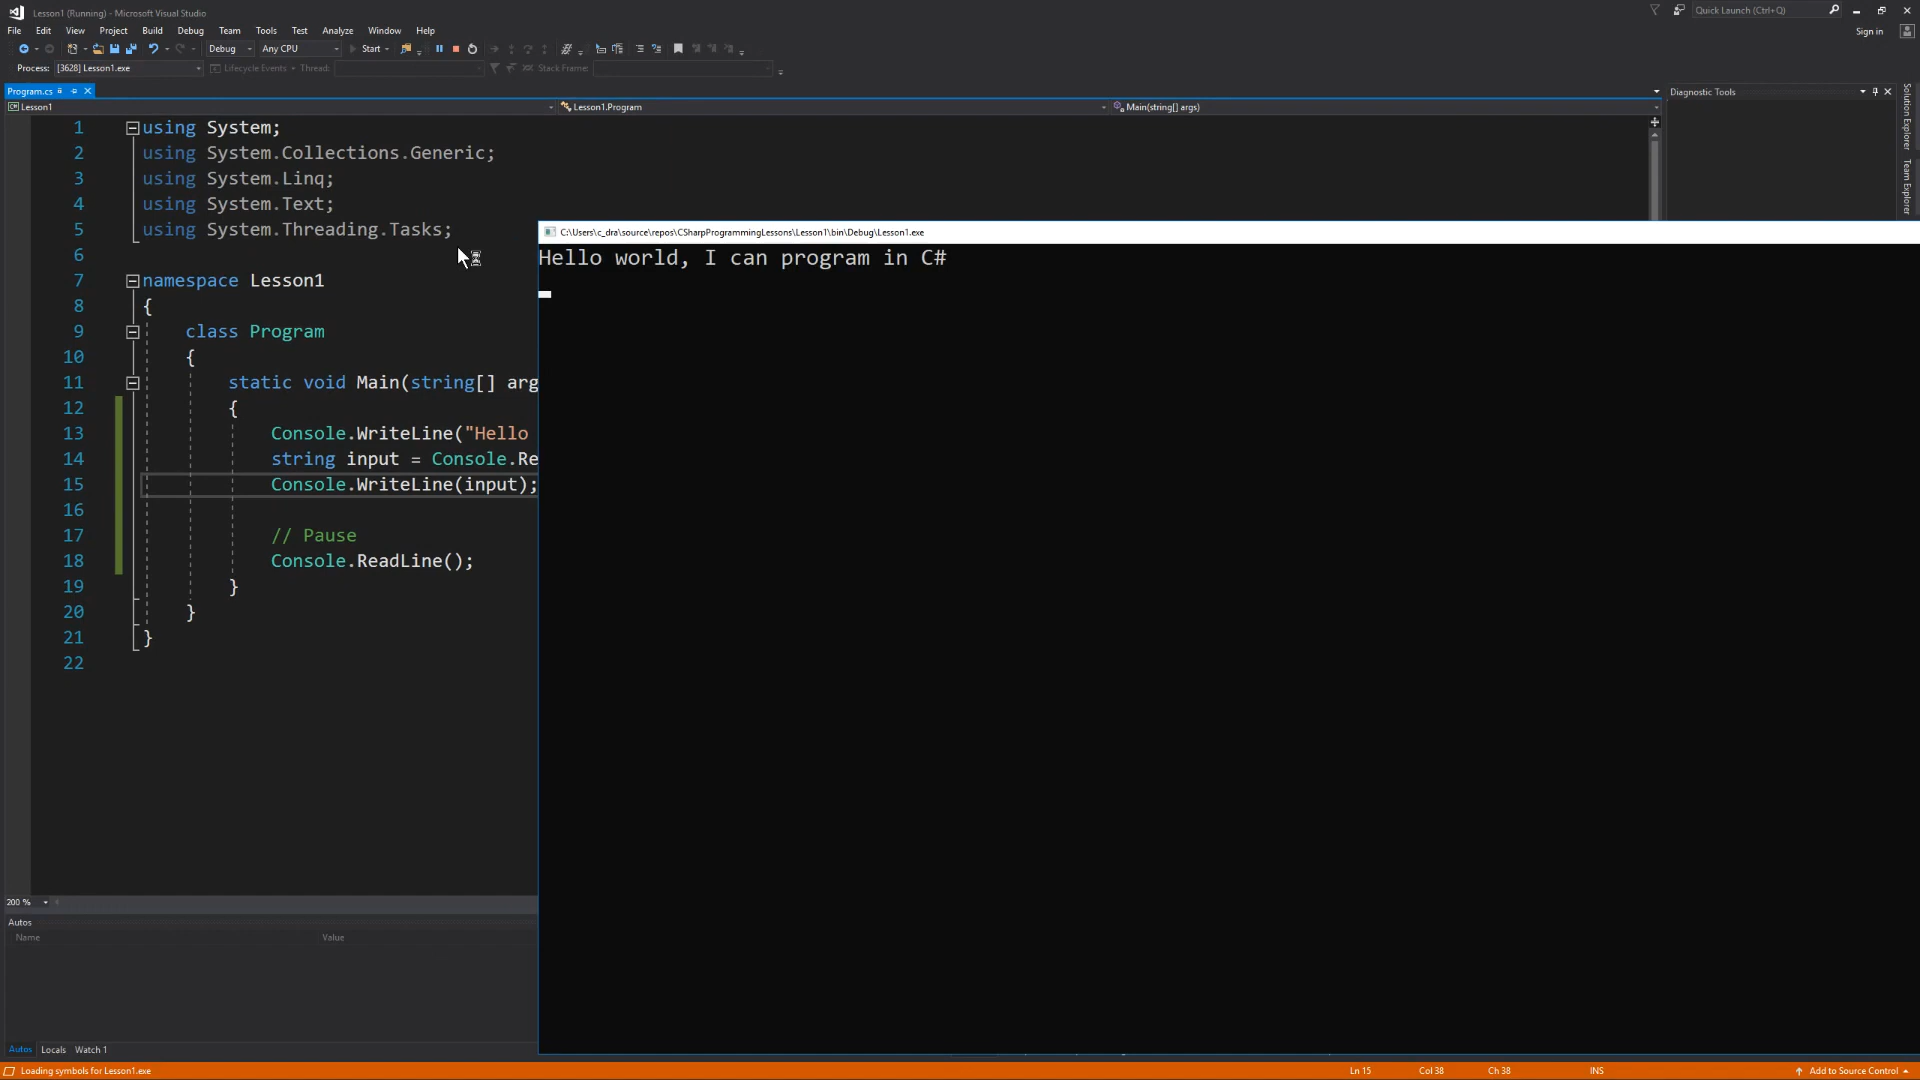 Lesson1 (Running) - Microsoft Visual Studio
Quick Launch (Ctrl+Q)
File Edit View Project Build Debug Team Tools Test Analyze Window Help
Sign in
Debug Any CPU Start
Process: [3628] Lesson1.exe Lifecycle Events Thread: Stack Frame:
Program.cs
Diagnostic Tools
Solution Explorer
Team Explorer
Lesson1 Lesson1.Program Main(string[] args)
1 using System;
2 using System.Collections.Generic;
3 using System.Linq;
4 using System.Text;
5 using System.Threading.Tasks;
6
7 namespace Lesson1
8 {
9 class Program
10 {
11 static void Main(string[] arg
12 {
13 Console.WriteLine("Hello
14 string input = Console.Re
15 Console.WriteLine(input);
16
17 // Pause
18 Console.ReadLine();
19 }
20 }
21 }
22
C:\Users\c_dra\source\repos\CSharpProgrammingLessons\Lesson1\bin\Debug\Lesson1.exe
Hello world, I can program in C#
200 %
Autos
Name Value
Autos Locals Watch 1
Loading symbols for Lesson1.exe Ln 15 Col 38 Ch 38 INS Add to Source Control